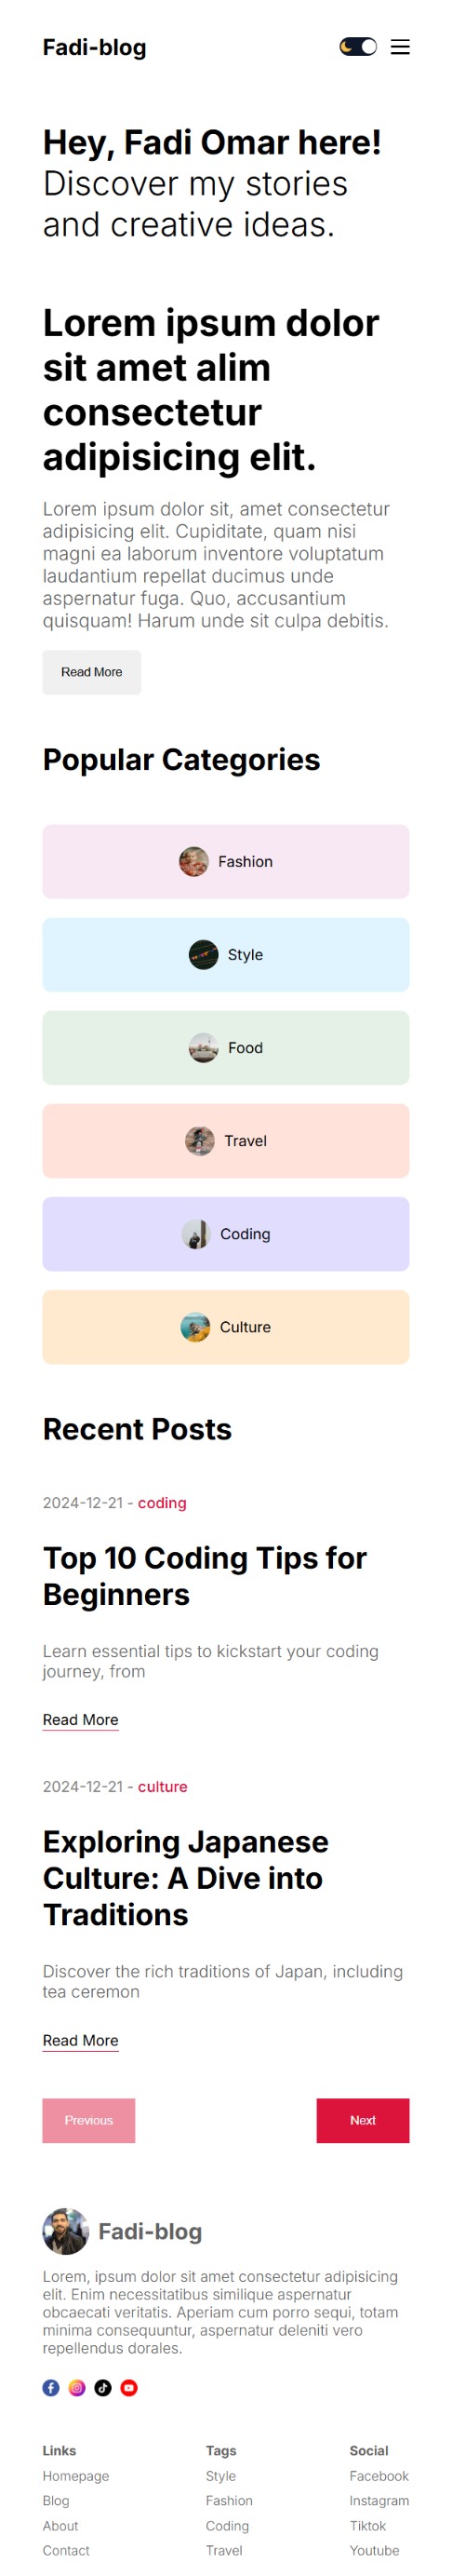 Fadi-blog
Hey, Fadi Omar here!
Discover my stories
and creative ideas.
Lorem ipsum dolor
sit amet alim
consectetur
adipisicing elit.
Lorem ipsum dolor sit, amet consectetur
adipisicing elit. Cupiditate, quam nisi
magni ea laborum inventore voluptatum
laudantium repellat ducimus unde
aspernatur fuga. Quo, accusantium
quisquam! Harum unde sit culpa debitis.
Read More
Popular Categories
Fashion
Style
Food
Travel
Coding
Culture
Recent Posts
2024-12-21 - coding
Top 10 Coding Tips for
Beginners
Learn essential tips to kickstart your coding
journey, from
Read More
2024-12-21 - culture
Exploring Japanese
Culture: A Dive into
Traditions
Discover the rich traditions of Japan, including
tea ceremon
Read More
Previous Next
Fadi-blog
Lorem, ipsum dolor sit amet consectetur adipisicing
elit. Enim necessitatibus similique aspernatur
obcaecati veritatis. Aperiam cum porro sequi, totam
minima consequuntur, aspernatur deleniti vero
repellendus dorales.
Links Tags Social
Homepage Style Facebook
Blog Fashion Instagram
About Coding Tiktok
Contact Travel Youtube